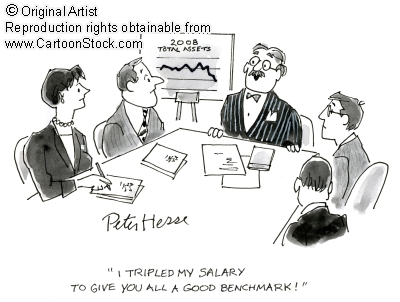 © Original Artist
Reproduction rights obtainable from
www.CartoonStock.com
2008
TOTAL ASSETS
Peter Hesse
"I TRIPLED MY SALARY
TO GIVE YOU ALL A GOOD BENCHMARK!"